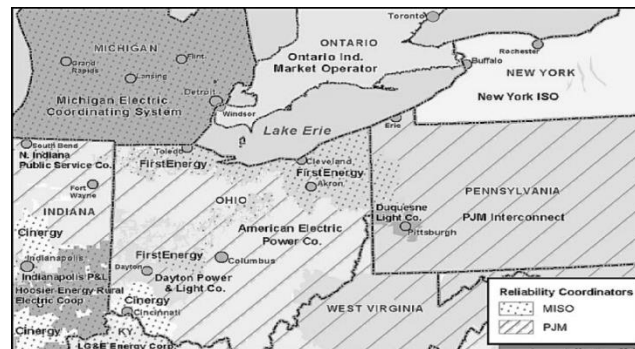 Toronto
MICHIGAN
Flint
ONTARIO
Rochester
Grand
Rapids
Ontario Ind.
Market Operator
Buffalo
Lansing
NEW YORK
Michigan Electric
Coordinating System
Detroit
New York ISO
Windsor
Lake Erie
Erie
South Bend
N. Indiana
Public Service Co.
Toledo
FirstEnergy
Cleveland
FirstEnergy
Akron
Fort
Wayne
PENNSYLVANIA
OHIO
Duquesne
Light Co.
INDIANA
PJM Interconnect
Cinergy
American Electric
Power Co.
Pittsburgh
FirstEnergy
Columbus
Indianapolis
Dayton
Indianapolis P&L
Dayton Power
& Light Co.
Hoosier Energy Rural
Electric Coop
Reliability Coordinators
Cinergy
WEST VIRGINIA
MISO
Cincinnati
Cinergy
KY
PJM
LG&E Energy Corp.